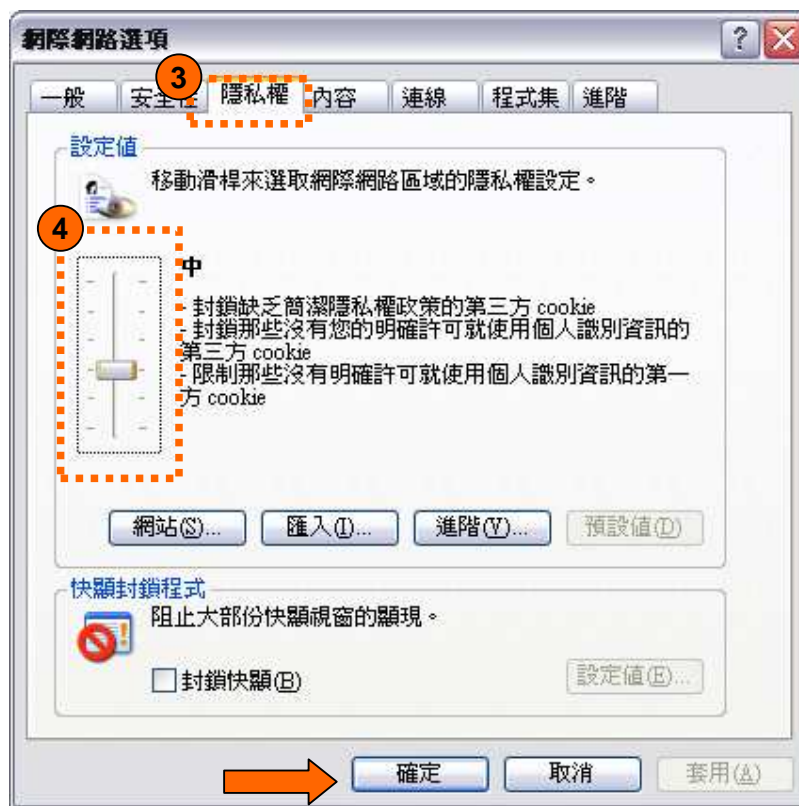 網際網路選項
3
一般 安全性 隱私權 內容 連線 程式集 進階
設定值
移動滑桿來選取網際網路區域的隱私權設定。
4
中
- 封鎖缺乏簡潔隱私權政策的第三方 cookie
- 封鎖那些沒有您的明確許可就使用個人識別資訊的
第三方 cookie
- 限制那些沒有明確許可就使用個人識別資訊的第一
方 cookie
網站(S)... 匯入(I)... 進階(V)... 預設值(D)
快顯封鎖程式
阻止大部份快顯視窗的顯現。
封鎖快顯(B) 設定值(E)...
確定 取消 套用(A)